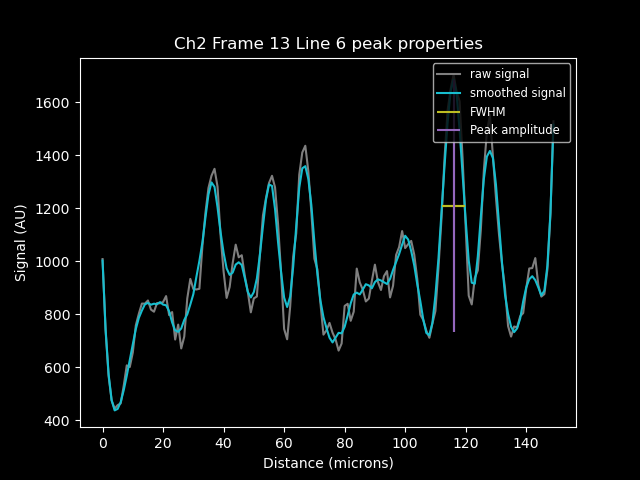 Ch2 Frame 13 Line 6 peak properties
raw signal
smoothed signal
FWHM
Peak amplitude
Signal (AU)
1600
1400
1200
1000
800
600
400
0 20 40 60 80 100 120 140
Distance (microns)